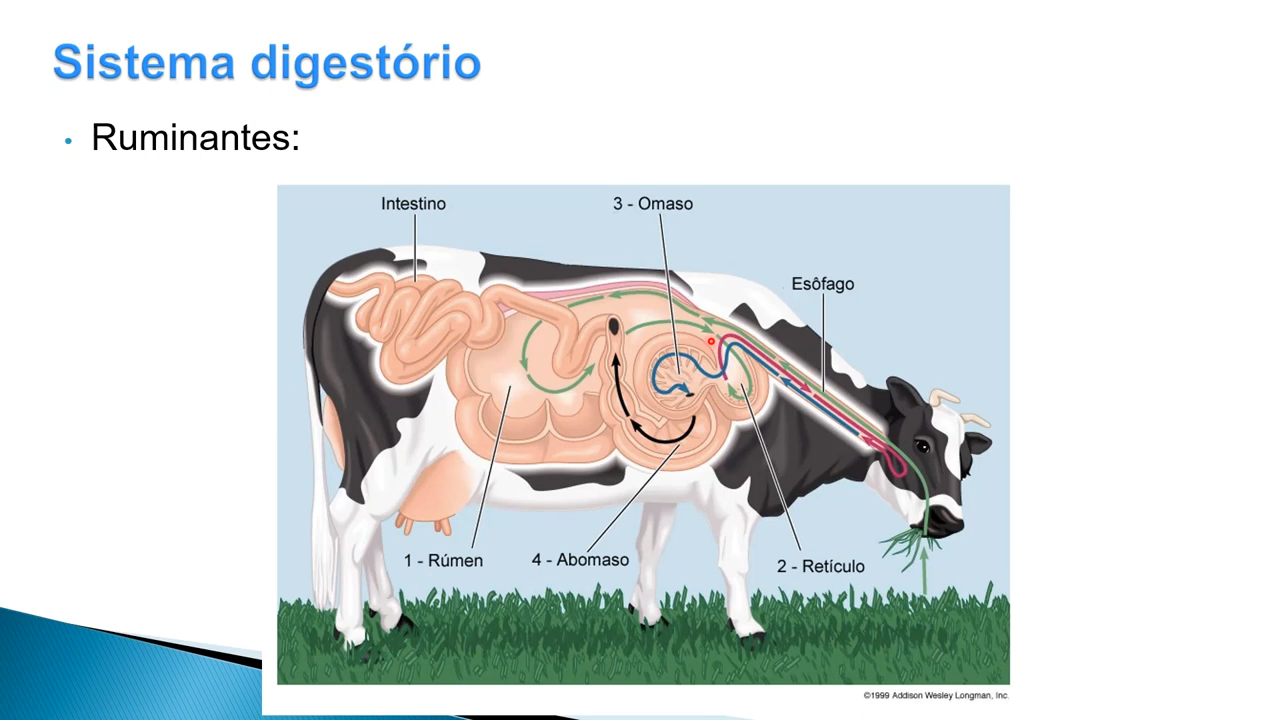 Sistema digestório
• Ruminantes:
Intestino
3 - Omaso
Esôfago
1 - Rúmen
4 - Abomaso
2 - Retículo
©1999 Addison Wesley Longman, Inc.